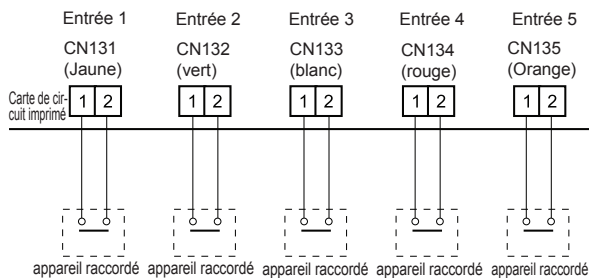 Entrée 1 Entrée 2 Entrée 3 Entrée 4 Entrée 5
CN131 CN132 CN133 CN134 CN135
(Jaune) (vert) (blanc) (rouge) (Orange)
Carte de cir-
cuit imprimé
1 2 1 2 1 2 1 2 1 2
appareil raccordé appareil raccordé appareil raccordé appareil raccordé appareil raccordé